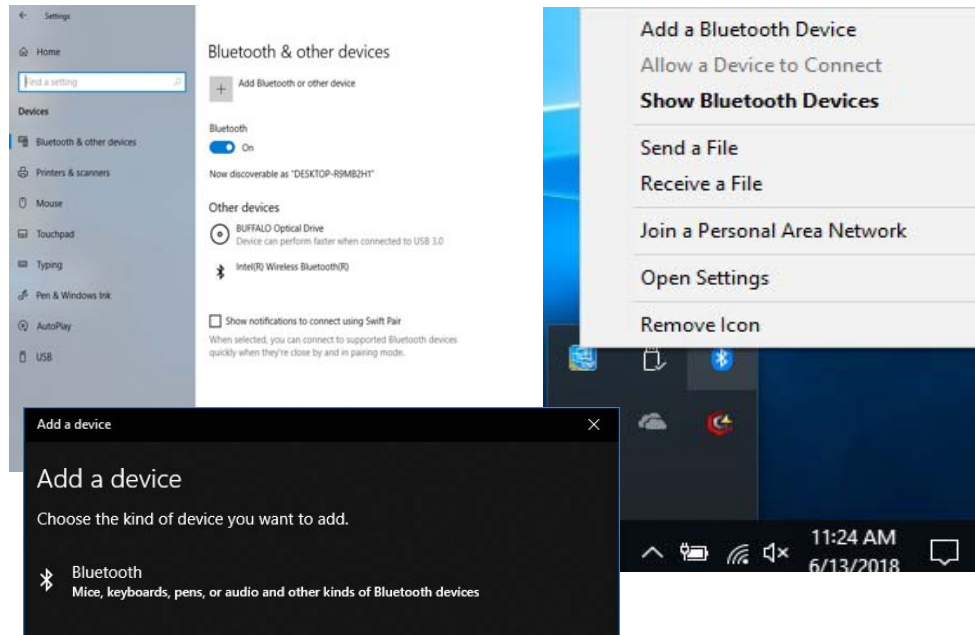 Settings
Home
Find a setting
Devices
Bluetooth & other devices
Printers & scanners
Mouse
Touchpad
Typing
Pen & Windows Ink
AutoPlay
USB
Bluetooth & other devices
Add Bluetooth or other device
Bluetooth
On
Now discoverable as "DESKTOP-R9MB2H1"
Other devices
BUFFALO Optical Drive
Device can perform faster when connected to USB 3.0
Intel(R) Wireless Bluetooth(R)
Show notifications to connect using Swift Pair
When selected, you can connect to supported Bluetooth devices
quickly when they're close by and in pairing mode.
Add a device
Add a device
Choose the kind of device you want to add.
Bluetooth
Mice, keyboards, pens, or audio and other kinds of Bluetooth devices
Add a Bluetooth Device
Allow a Device to Connect
Show Bluetooth Devices
Send a File
Receive a File
Join a Personal Area Network
Open Settings
Remove Icon
11:24 AM
6/13/2018